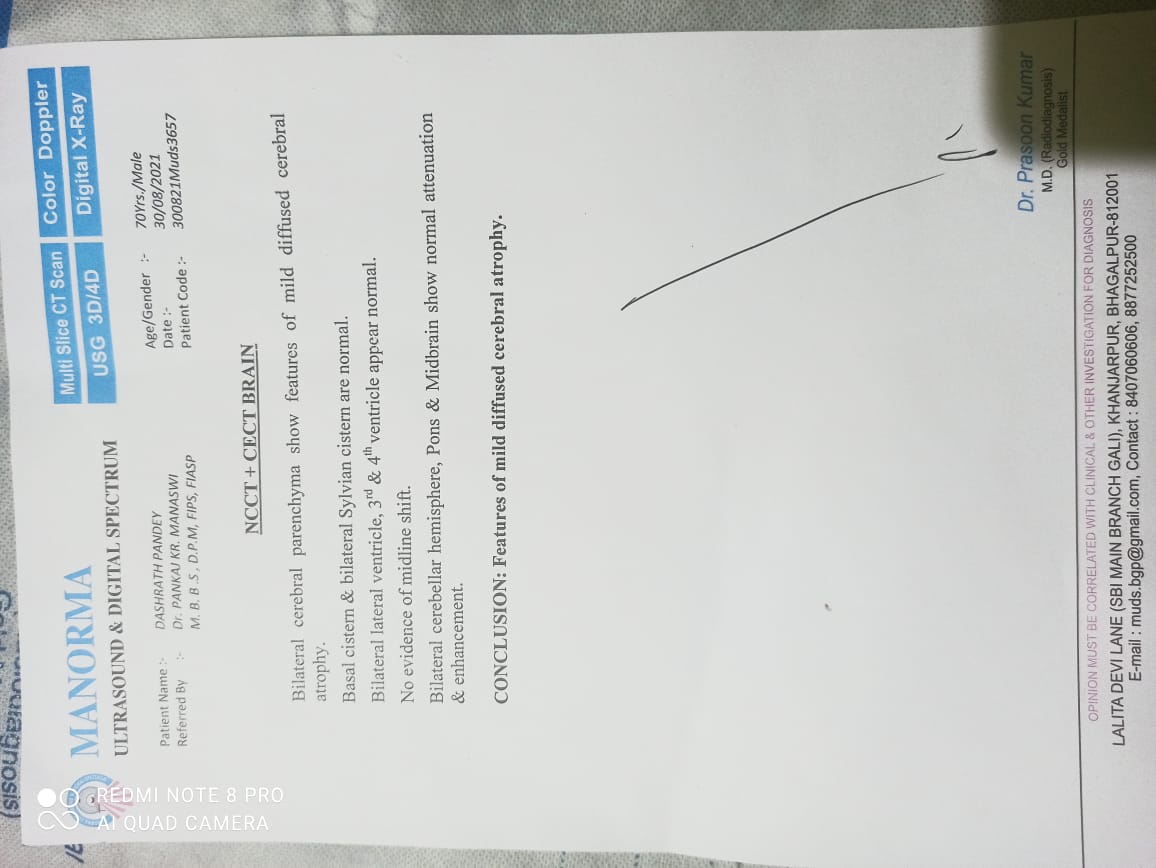 MANORMA
ULTRASOUND & DIGITAL SPECTRUM
Multi Slice CT Scan
Color Doppler
USG 3D/4D
Digital X-Ray
Patient Name :- DASHRATH PANDEY
Referred By :- Dr. PANKAJ KR. MANASWI
M. B. B .S , D.P.M, FIPS, FIASP
Age/Gender :- 70Yrs./Male
Date :- 30/08/2021
Patient Code :- 300821Muds3657
NCCT + CECT BRAIN
Bilateral cerebral parenchyma show features of mild diffused cerebral
atrophy.
Basal cistern & bilateral Sylvian cistern are normal.
Bilateral lateral ventricle, 3rd & 4th ventricle appear normal.
No evidence of midline shift.
Bilateral cerebellar hemisphere, Pons & Midbrain show normal attenuation
& enhancement.
CONCLUSION: Features of mild diffused cerebral atrophy.
Dr. Prasoon Kumar
M.D. (Radiodiagnosis)
Gold Medalist
OPINION MUST BE CORRELATED WITH CLINICAL & OTHER INVESTIGATION FOR DIAGNOSIS
LALITA DEVI LANE (SBI MAIN BRANCH GALI), KHANJARPUR, BHAGALPUR-812001
E-mail : muds.bgp@gmail.com, Contact : 8407060606, 8877252500
REDMI NOTE 8 PRO
AI QUAD CAMERA